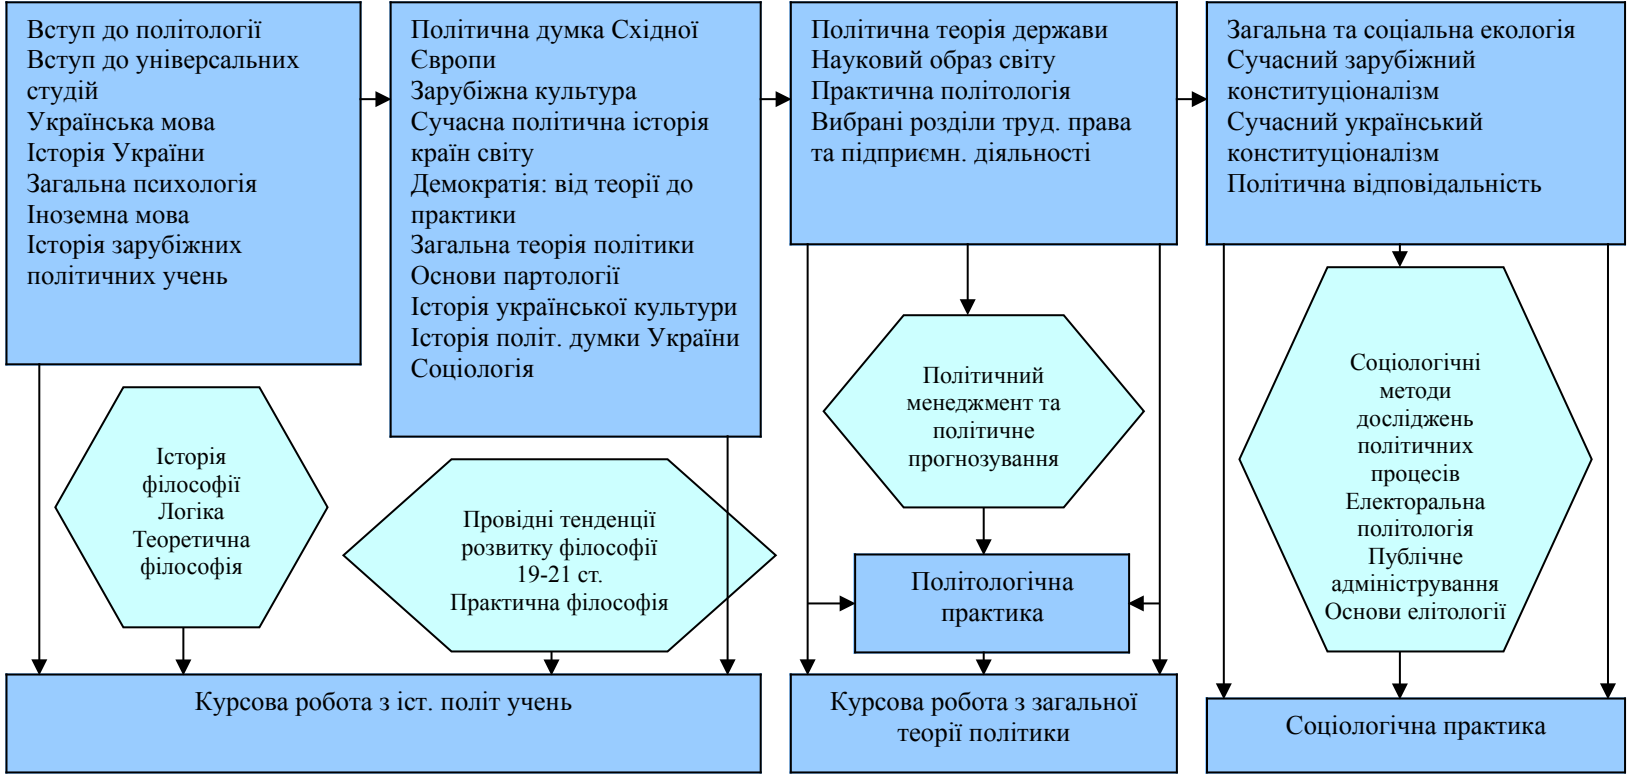 Вступ до політології
Вступ до універсальних
студій
Українська мова
Історія України
Загальна психологія
Іноземна мова
Історія зарубіжних
політичних учень
Політична думка Східної
Європи
Зарубіжна культура
Сучасна політична історія
країн світу
Демократія: від теорії до
практики
Загальна теорія політики
Основи партології
Історія української культури
Історія політ. думки України
Соціологія
Політична теорія держави
Науковий образ світу
Практична політологія
Вибрані розділи труд. права
та підприємн. діяльності
Загальна та соціальна екологія
Сучасний зарубіжний
конституціоналізм
Сучасний український
конституціоналізм
Політична відповідальність
Історія
філософії
Логіка
Теоретична
філософія
Провідні тенденції
розвитку філософії
19-21 ст.
Практична філософія
Політичний
менеджмент та
політичне
прогнозування
Соціологічні
методи
досліджень
політичних
процесів
Електоральна
політологія
Публічне
адміністрування
Основи елітології
Політологічна
практика
Курсова робота з іст. політ учень
Курсова робота з загальної
теорії політики
Соціологічна практика